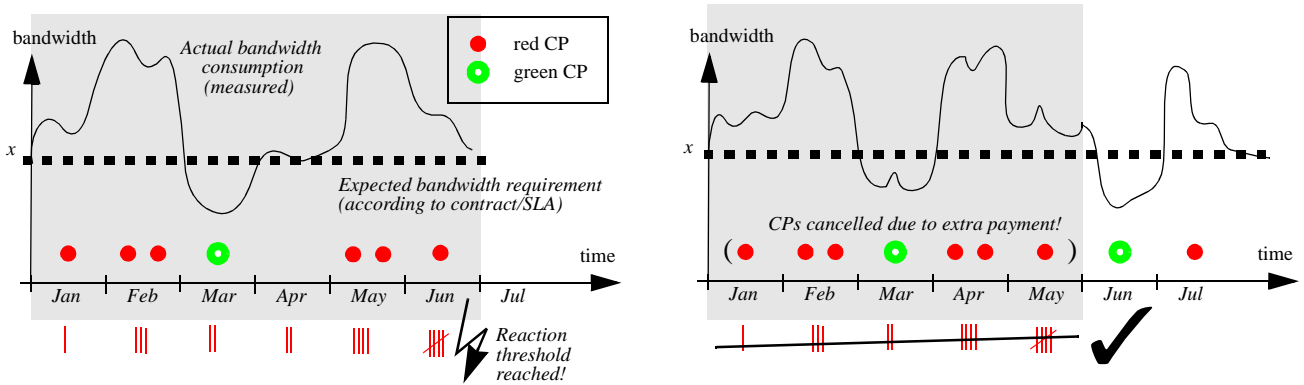 bandwidth
Actual bandwidth
consumption
(measured)
red CP
green CP
x
Expected bandwidth requirement
(according to contract/SLA)
time
Jan Feb Mar Apr May Jun Jul
Reaction
threshold
reached!
bandwidth
x
CPs cancelled due to extra payment!
( )
time
Jan Feb Mar Apr May Jun Jul